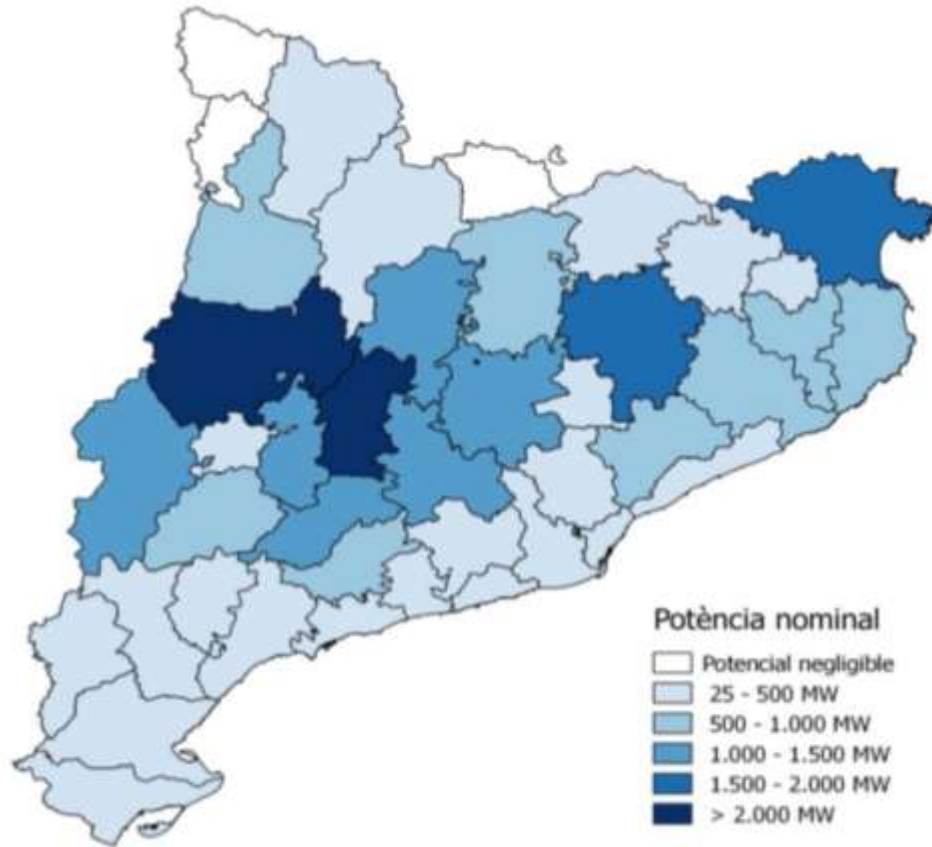 Potència nominal
Potencial negligible
25 - 500 MW
500 - 1.000 MW
1.000 - 1.500 MW
1.500 - 2.000 MW
> 2.000 MW